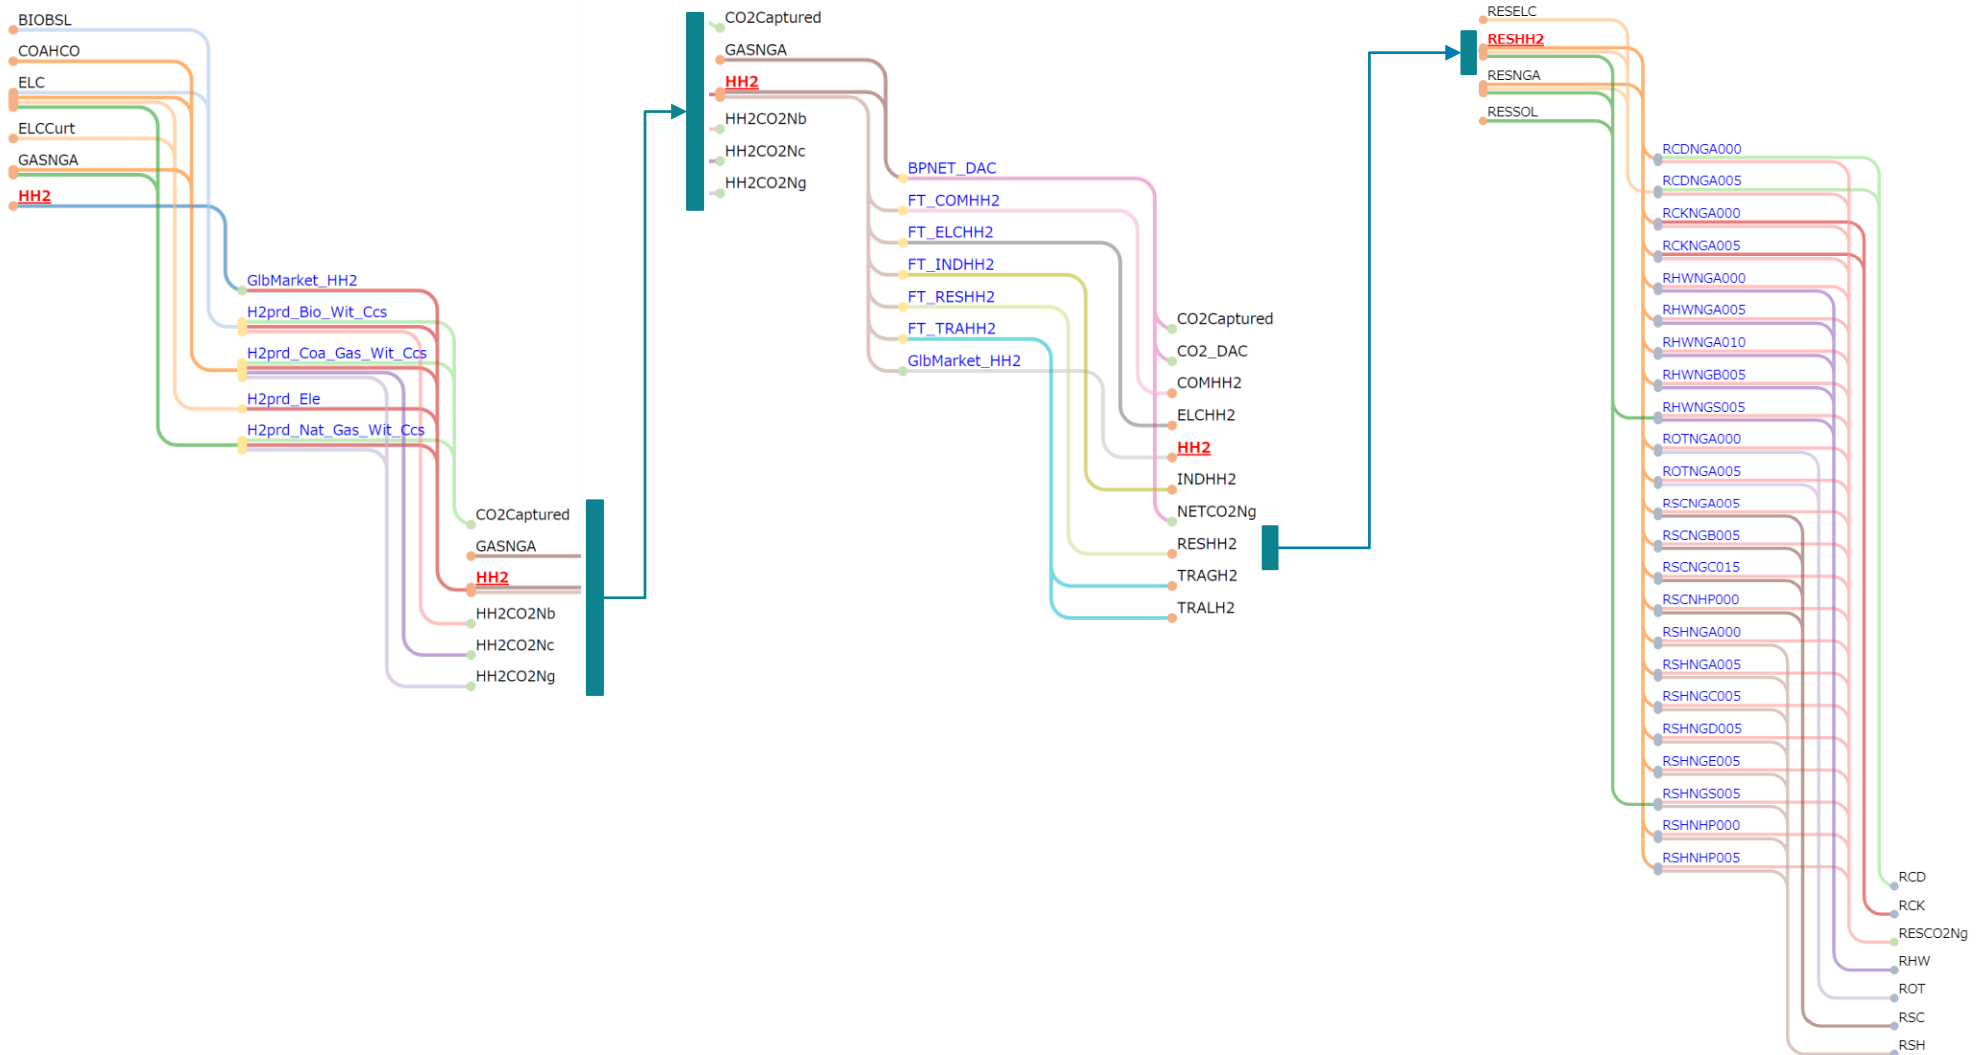 BIOBSL
COAHCO
ELC
ELCCurt
GASNGA
HH2
GlbMarket_HH2
H2prd_Bio_Wit_Ccs
H2prd_Coa_Gas_Wit_Ccs
H2prd_Ele
H2prd_Nat_Gas_Wit_Ccs
CO2Captured
GASNGA
HH2
HH2CO2Nb
HH2CO2Nc
HH2CO2Ng
CO2Captured
GASNGA
HH2
HH2CO2Nb
HH2CO2Nc
HH2CO2Ng
BPNET_DAC
FT_COMHH2
FT_ELCHH2
FT_INDHH2
FT_RESHH2
FT_TRAHH2
GlbMarket_HH2
CO2Captured
CO2_DAC
COMHH2
ELCHH2
HH2
INDHH2
NETCO2Ng
RESHH2
TRAGH2
TRALH2
RESELC
RESHH2
RESNGA
RESSOL
RCDNGA000
RCDNGA005
RCKNGA000
RCKNGA005
RHWNGA000
RHWNGA005
RHWNGA010
RHWNGB005
RHWNGS005
ROTNGA000
ROTNGA005
RSCNGA005
RSCNGB005
RSCNGC015
RSCNHP000
RSHNGA000
RSHNGA005
RSHNGC005
RSHNGD005
RSHNGE005
RSHNGS005
RSHNHP000
RSHNHP005
RCD
RCK
RESCO2Ng
RHW
ROT
RSC
RSH